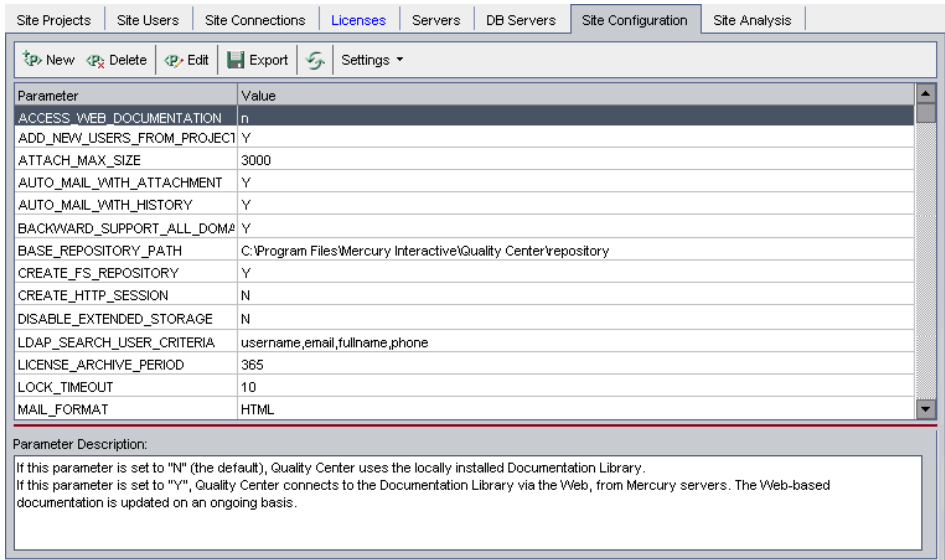 Site Projects Site Users Site Connections Licenses Servers DB Servers Site Configuration Site Analysis
New Delete Edit Export Settings
Parameter Value
ACCESS_WEB_DOCUMENTATION n
ADD_NEW_USERS_FROM_PROJECT Y
ATTACH_MAX_SIZE 3000
AUTO_MAIL_WITH_ATTACHMENT Y
AUTO_MAIL_WITH_HISTORY Y
BACKWARD_SUPPORT_ALL_DOMA Y
BASE_REPOSITORY_PATH C:\Program Files\Mercury Interactive\Quality Center\repository
CREATE_FS_REPOSITORY Y
CREATE_HTTP_SESSION N
DISABLE_EXTENDED_STORAGE N
LDAP_SEARCH_USER_CRITERIA username,email,fullname,phone
LICENSE_ARCHIVE_PERIOD 365
LOCK_TIMEOUT 10
MAIL_FORMAT HTML
Parameter Description:
If this parameter is set to "N" (the default), Quality Center uses the locally installed Documentation Library.
If this parameter is set to "Y", Quality Center connects to the Documentation Library via the Web, from Mercury servers. The Web-based
documentation is updated on an ongoing basis.